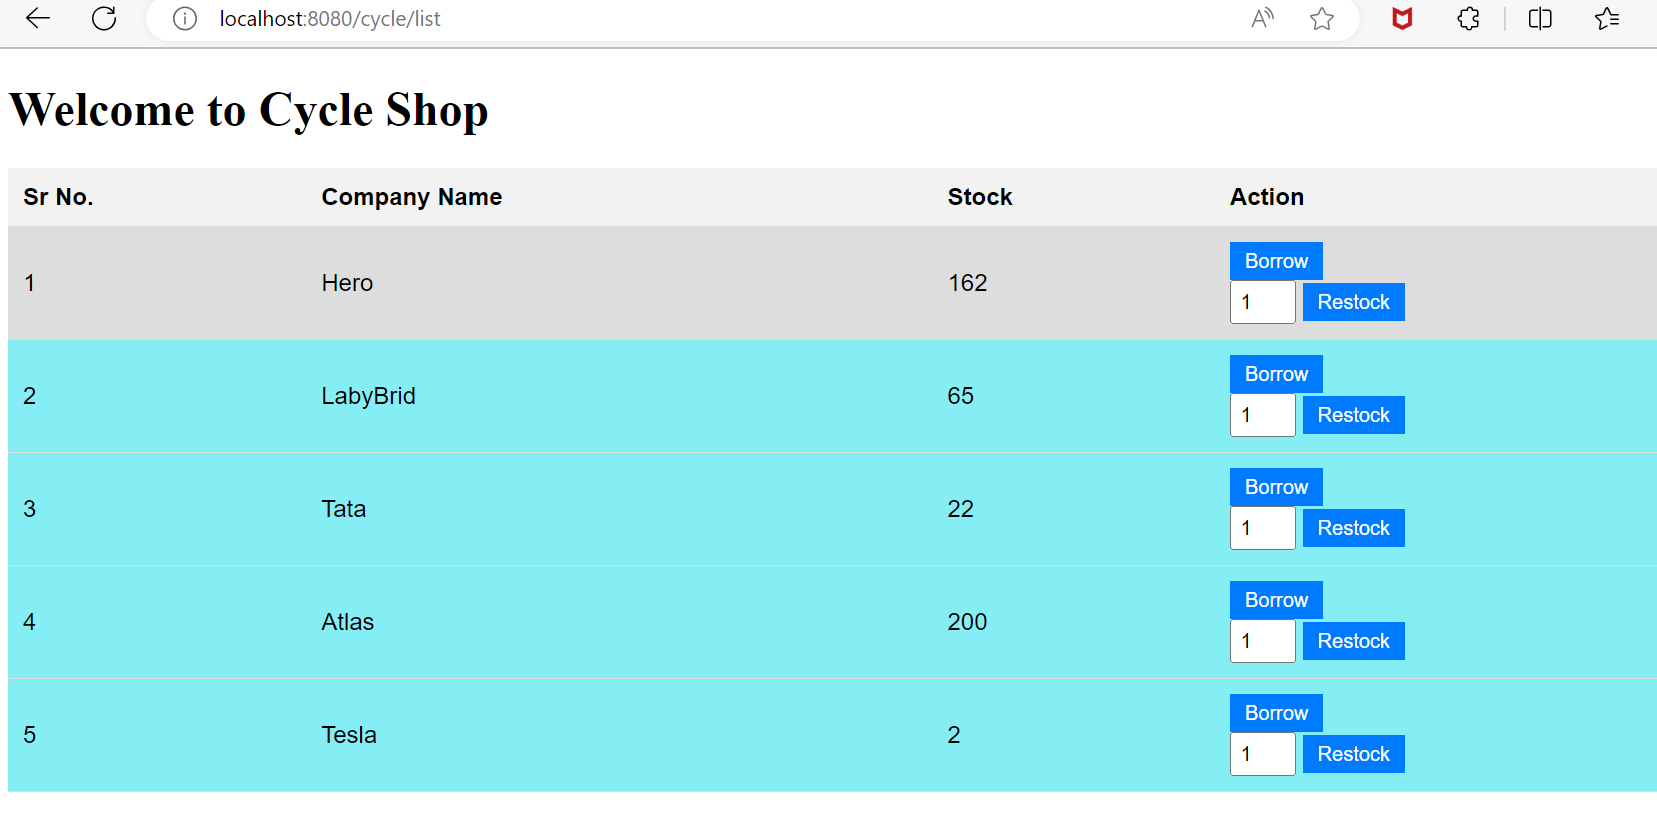 localhost:8080/cycle/list
Welcome to Cycle Shop
Sr No. Company Name Stock Action
1 Hero 162 Borrow
1 Restock
2 LabyBrid 65 Borrow
1 Restock
3 Tata 22 Borrow
1 Restock
4 Atlas 200 Borrow
1 Restock
5 Tesla 2 Borrow
1 Restock